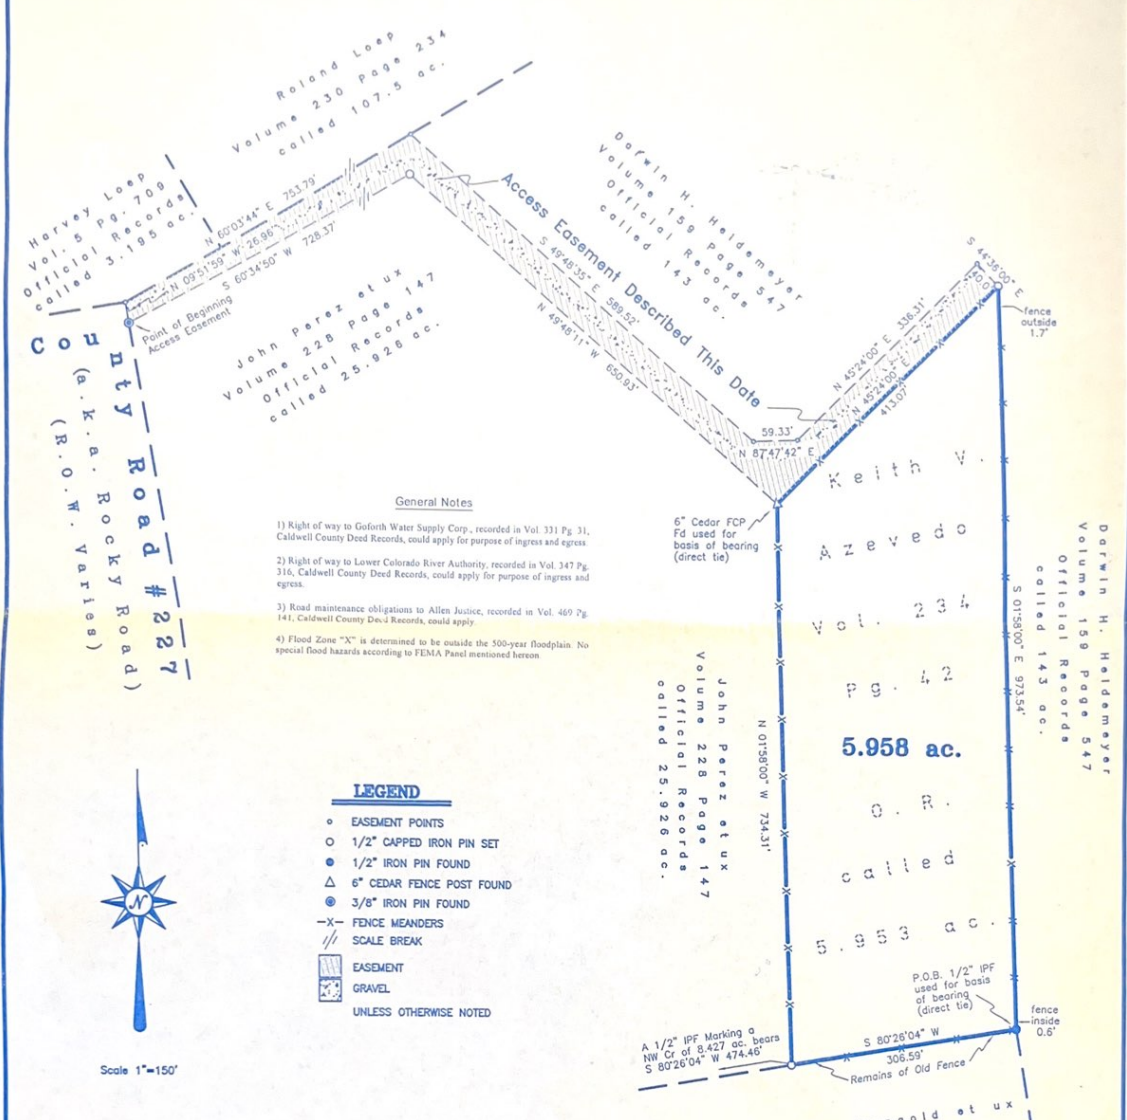 Roland Loep
Volume 230 Page 234
called 107.5 ac.
Harvey Loep
Vol. 5 Pg. 709
Official Records
called 3.195 ac.
N 60°03'44" E 753.79'
N 09°51'59" W 26.96'
S 60°34'50" W 728.37'
Point of Beginning
Access Easement
John Perez et ux
Volume 228 Page 147
Official Records
called 25.926 ac.
Access Easement Described This Date
S 49°48'35" E 589.52'
N 49°48'11" W 650.93'
Darwin H. Heldemeyer
Volume 159 Page 547
Official Records
called 143 ac.
S 44°36'00" E
40.0'
fence
outside
1.7'
N 45°24'00" E 336.31'
N 45°24'00" E
413.07'
59.33'
N 87°47'42" E
County Road #227
(a.k.a. Rocky Road)
(R.O.W. Varies)
General Notes
1) Right of way to Goforth Water Supply Corp., recorded in Vol. 331 Pg 31,
Caldwell County Deed Records, could apply for purpose of ingress and egress
2) Right of way to Lower Colorado River Authority, recorded in Vol. 347 Pg.
316, Caldwell County Deed Records, could apply for purpose of ingress and
egress.
3) Road maintenance obligations to Allen Justice, recorded in Vol. 469 Pg.
141, Caldwell County Deed Records, could apply.
4) Flood Zone "X" is determined to be outside the 500-year floodplain. No
special flood hazards according to FEMA Panel mentioned hereon.
6" Cedar FCP
Fd used for
basis of bearing
(direct tie)
Keith V.
Azevedo
Vol. 234
Pg. 42
5.958 ac.
O. R.
called
5.953 ac.
S 01°58'00" E 973.54'
Darwin H. Heldemeyer
Volume 159 Page 547
Official Records
called 143 ac.
N 01°58'00" W 734.31'
John Perez et ux
Volume 228 Page 147
Official Records
called 25.926 ac.
LEGEND
EASEMENT POINTS
1/2" CAPPED IRON PIN SET
1/2" IRON PIN FOUND
6" CEDAR FENCE POST FOUND
3/8" IRON PIN FOUND
-X- FENCE MEANDERS
SCALE BREAK
EASEMENT
GRAVEL
UNLESS OTHERWISE NOTED
N
Scale 1"=150'
P.O.B. 1/2" IPF
used for basis
of bearing
(direct tie)
fence
inside
0.6'
A 1/2" IPF Marking a
NW Cr of 8.427 ac. bears
S 80°26'04" W 474.46'
S 80°26'04" W
306.59'
Remains of Old Fence
et ux